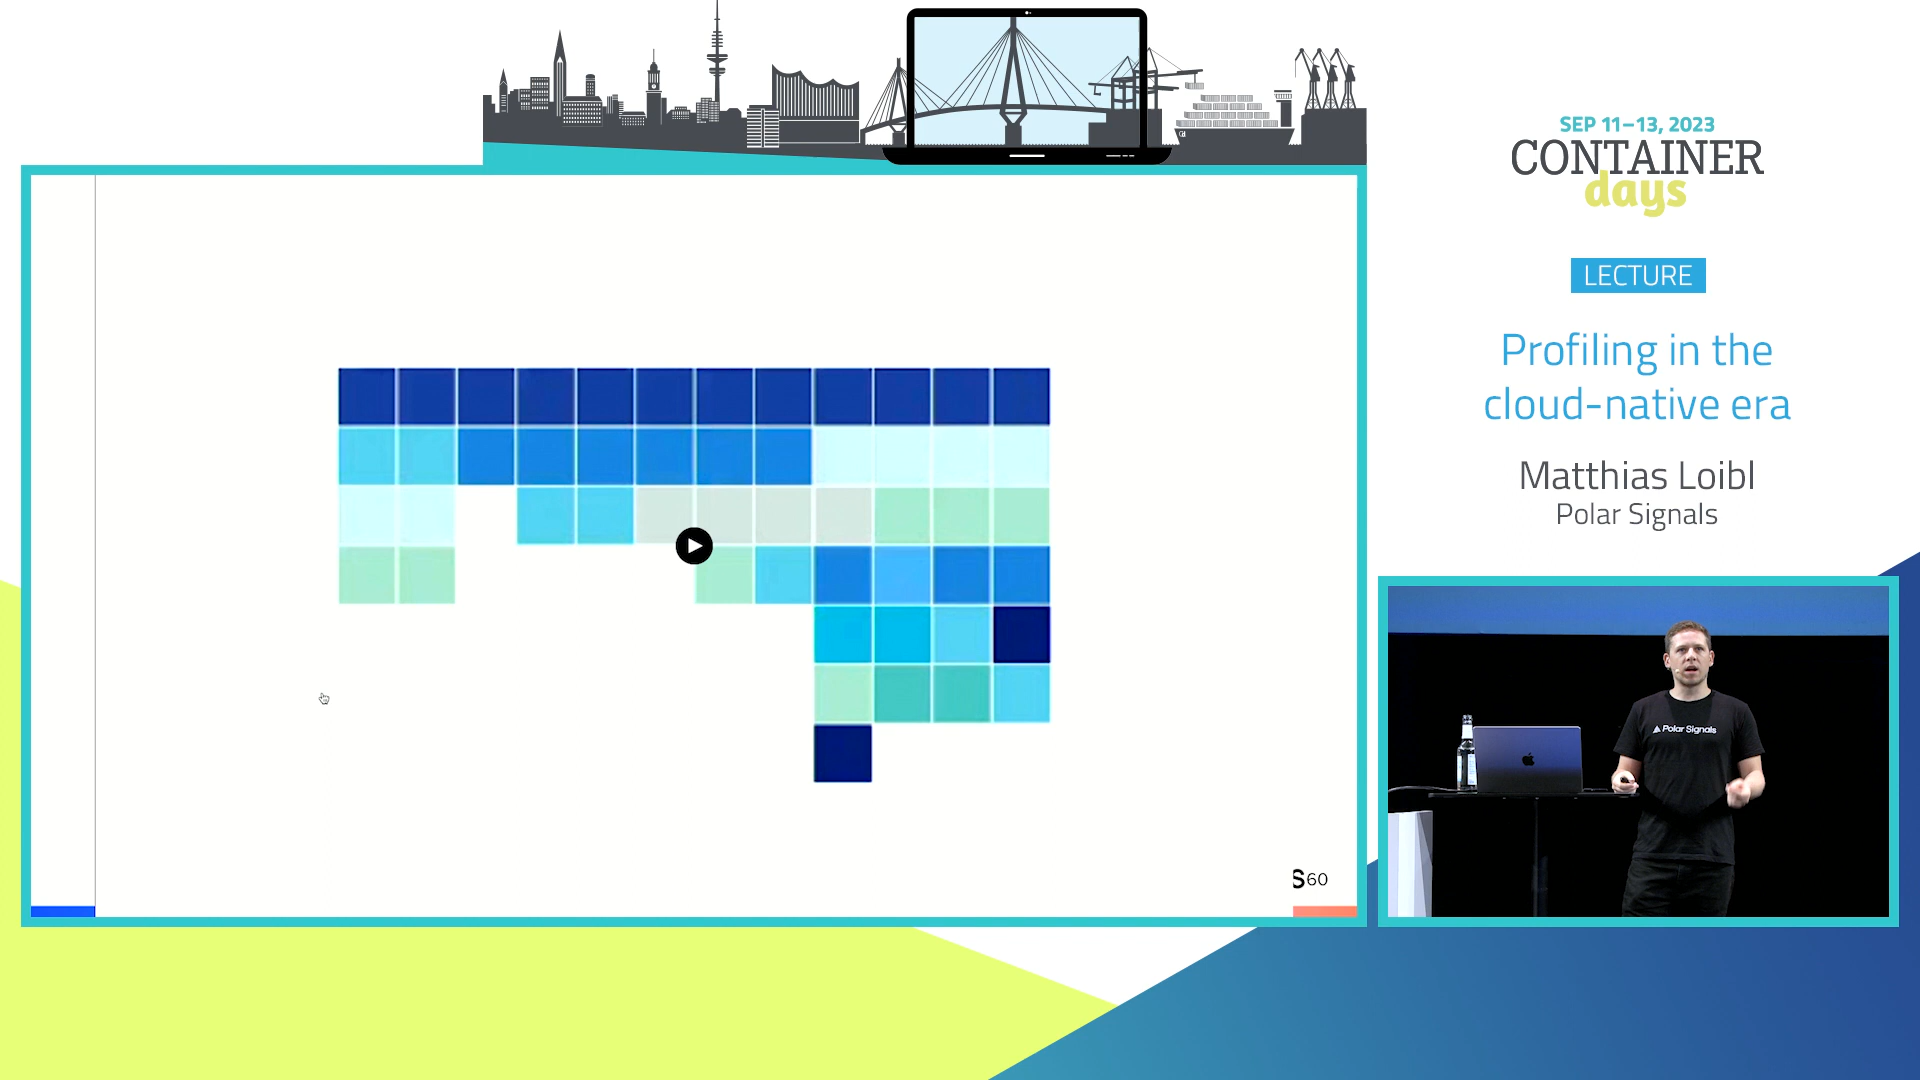 SEP 11–13, 2023
CONTAINER
days
LECTURE
Profiling in the
cloud-native era
Matthias Loibl
Polar Signals
Polar Signals
S60